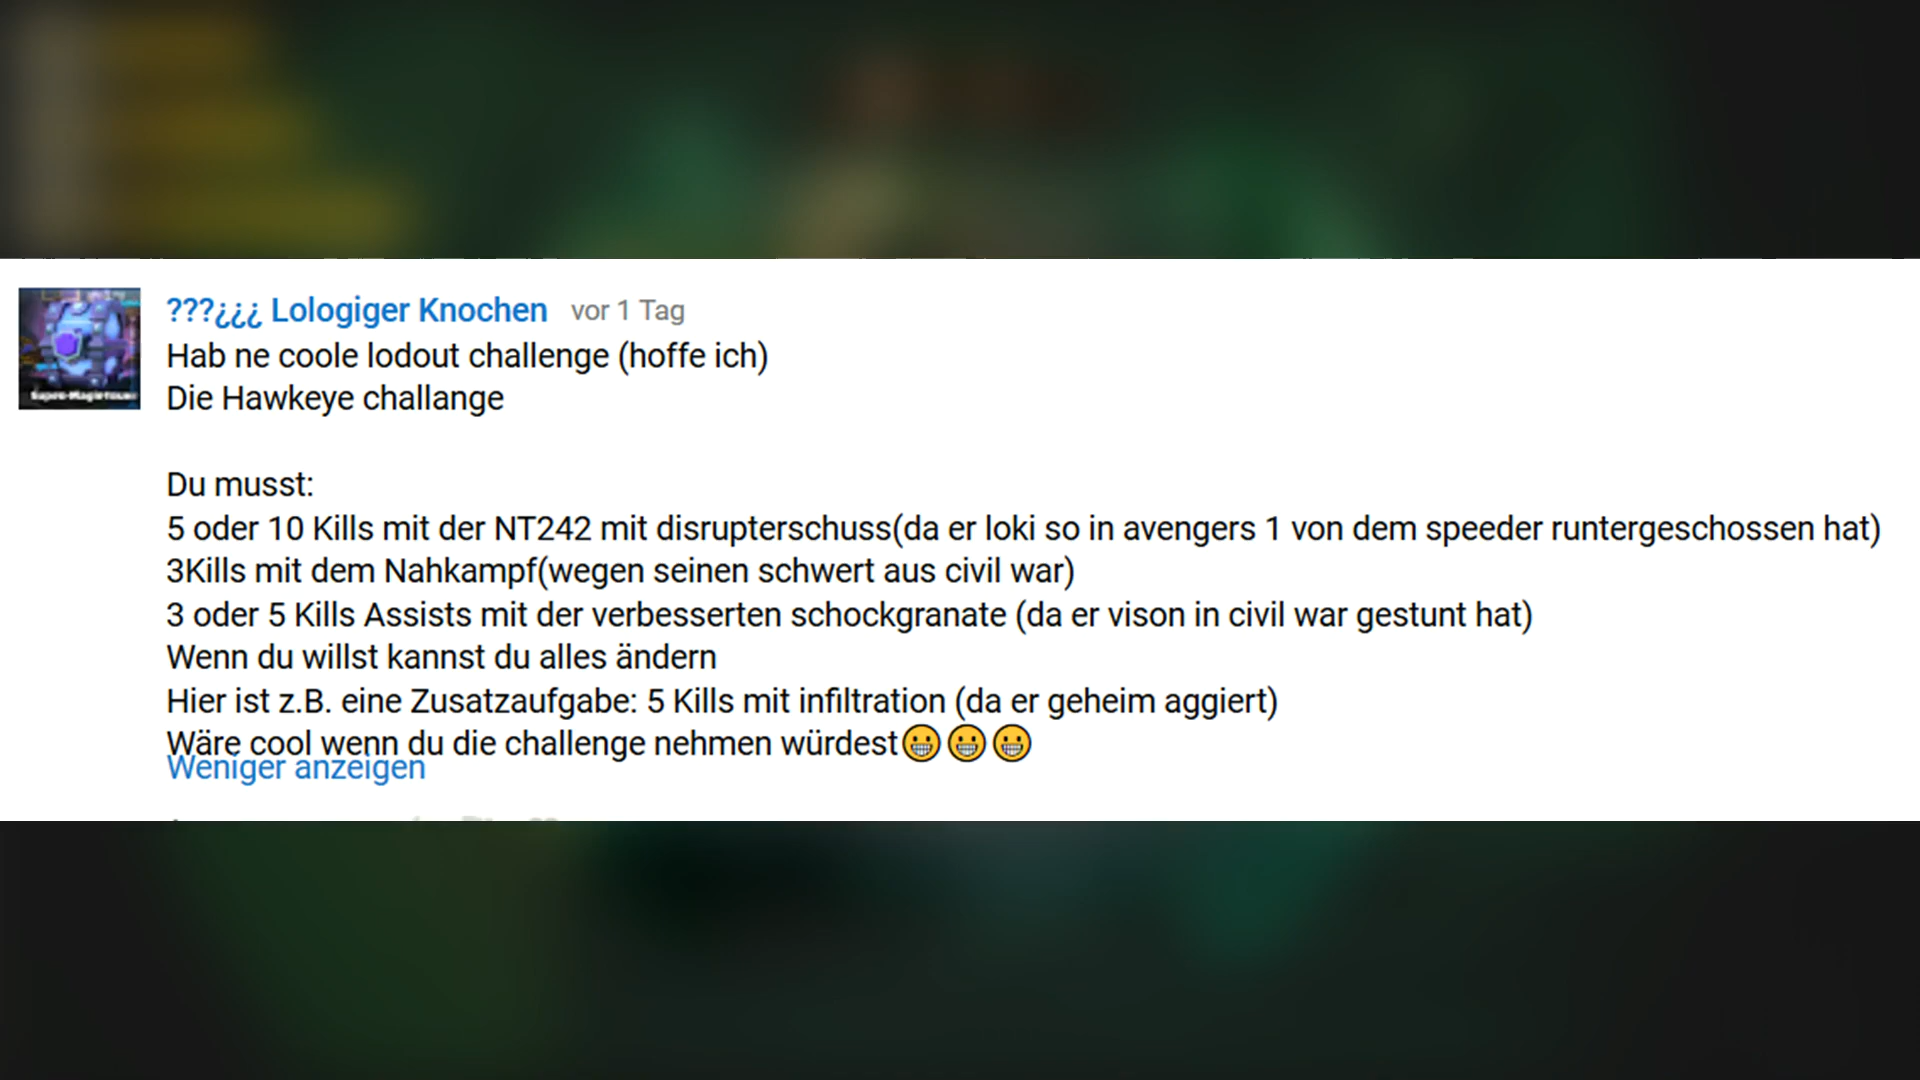 ???¿¿¿ Lologiger Knochen vor 1 Tag
Hab ne coole lodout challenge (hoffe ich)
Die Hawkeye challange
Du musst:
5 oder 10 Kills mit der NT242 mit disrupterschuss(da er loki so in avengers 1 von dem speeder runtergeschossen hat)
3Kills mit dem Nahkampf(wegen seinen schwert aus civil war)
3 oder 5 Kills Assists mit der verbesserten schockgranate (da er vison in civil war gestunt hat)
Wenn du willst kannst du alles ändern
Hier ist z.B. eine Zusatzaufgabe: 5 Kills mit infiltration (da er geheim aggiert)
Wäre cool wenn du die challenge nehmen würdest😀😀😀
Weniger anzeigen